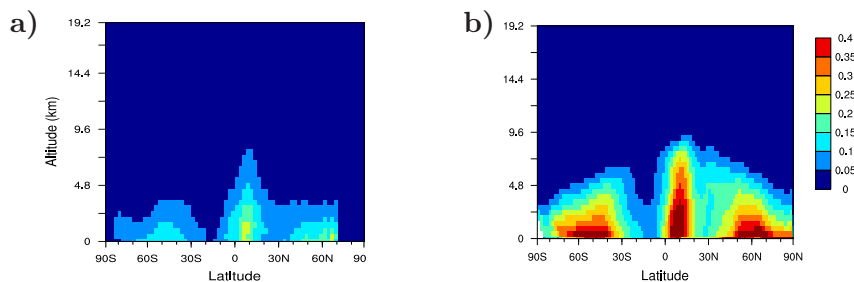 a)
19.2
14.4
9.6
4.8
0
Altitude (km)
90S 60S 30S 0 30N 60N 90
Latitude
b)
19.2
14.4
9.6
4.8
0
90S 60S 30S 0 30N 60N 90N
Latitude
0.4
0.35
0.3
0.25
0.2
0.15
0.1
0.05
0